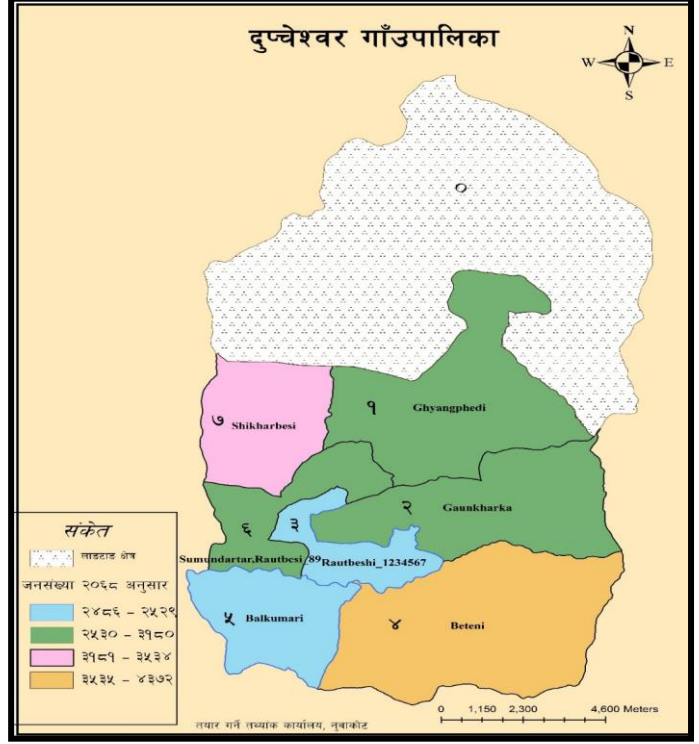 दुप्चेश्वर गाँउपालिका
N
W E
S
०
७ Shikharbesi
१ Ghyangphedi
२ Gaunkharka
६
३
Sumundartar,Rautbesi
89 Rautbeshi_1234567
५ Balkumari
४ Beteni
संकेत
लाङटाङ क्षेत्र
जनसंख्या २०६८ अनुसार
२४८६ - २५२९
२५३० - ३१८०
३१८१ - ३५३४
३५३५ - ४३७२
तयार गर्ने तथ्यांक कार्यालय, नुवाकोट
0 1,150 2,300 4,600 Meters